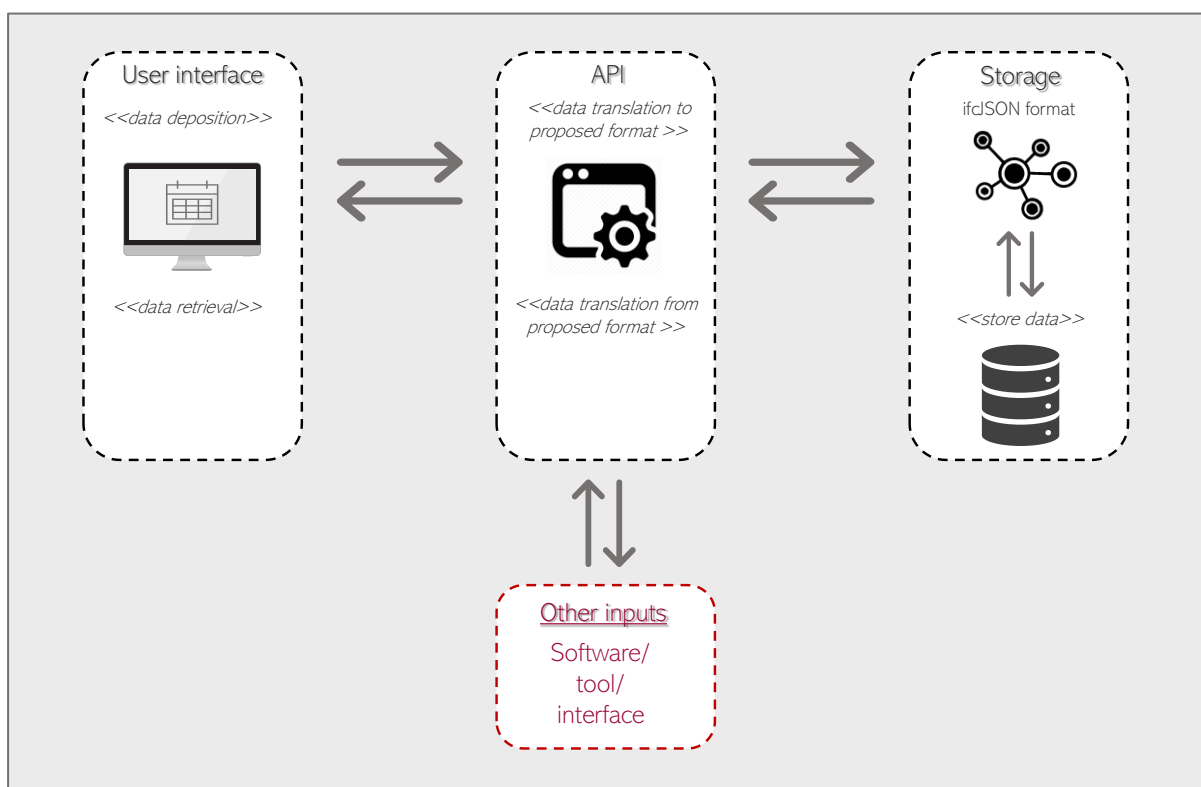 User interface
<<data deposition>>
<<data retrieval>>
API
<<data translation to
proposed format >>
<<data translation from
proposed format >>
Storage
ifcJSON format
<<store data>>
Other inputs
Software/
tool/
interface